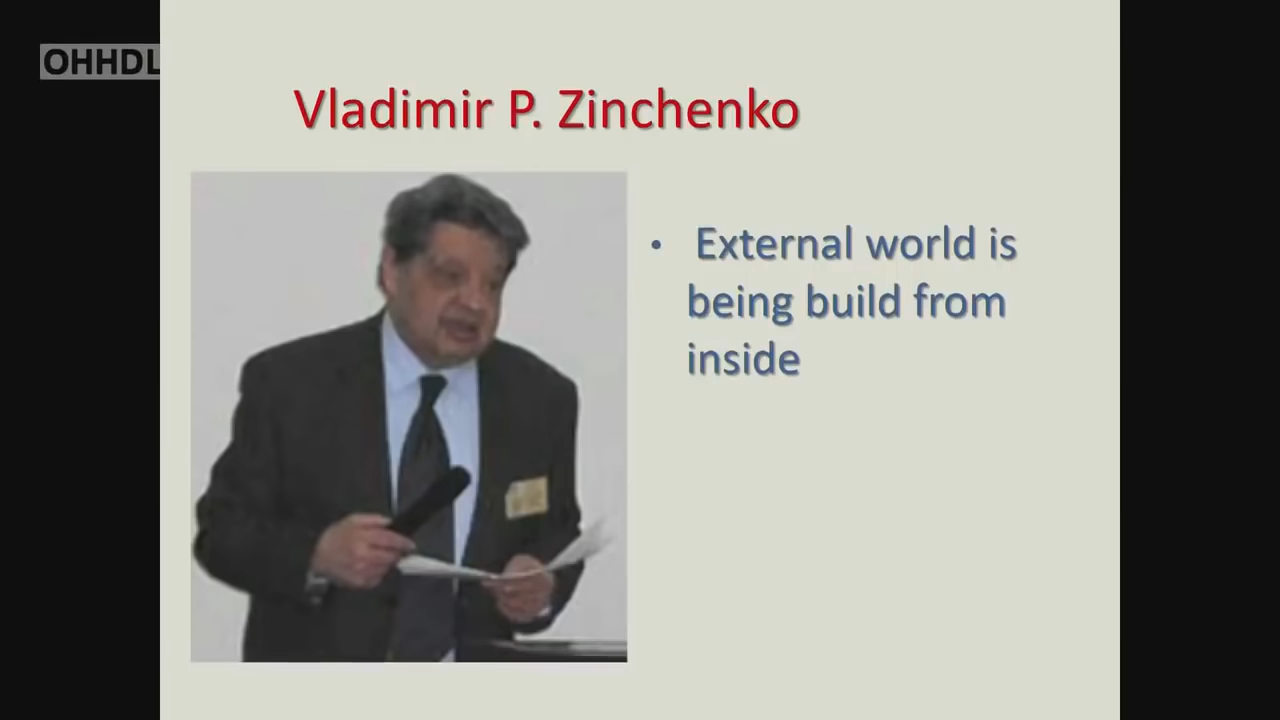 OHHDL
Vladimir P. Zinchenko
• External world is
being build from
inside